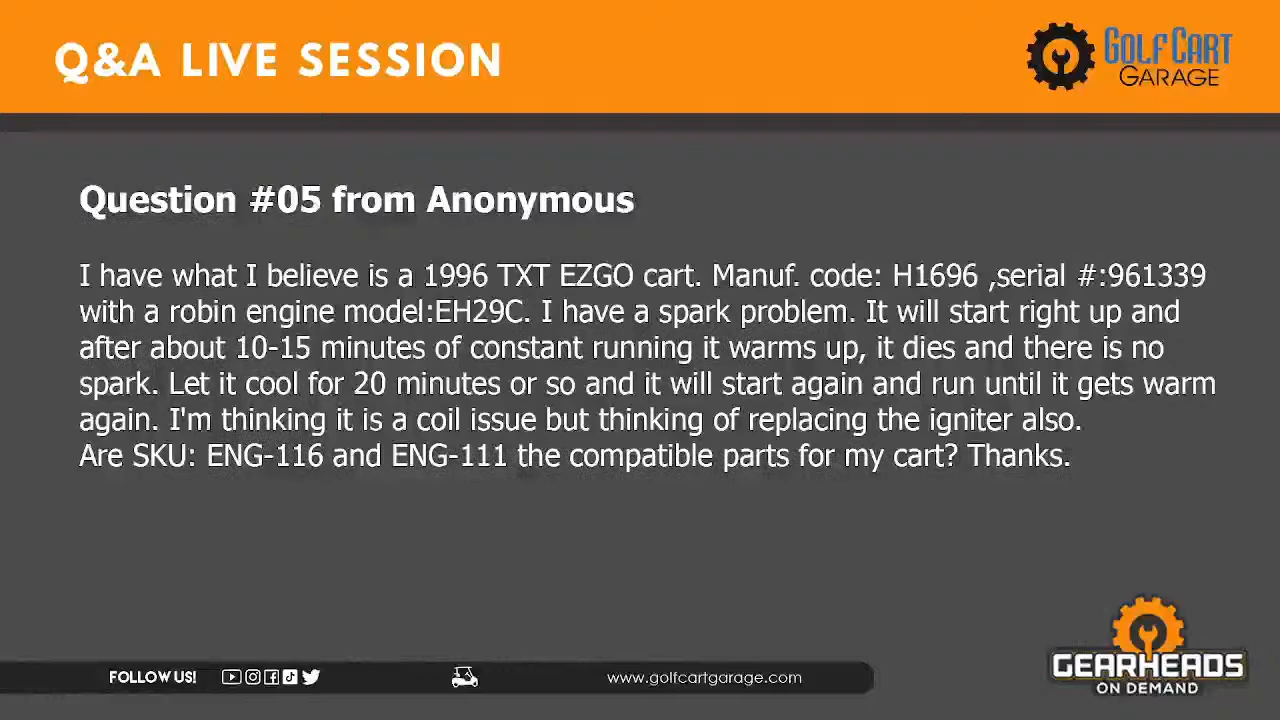 Q&A LIVE SESSION
GOLF CART
GARAGE
Question #05 from Anonymous
I have what I believe is a 1996 TXT EZGO cart. Manuf. code: H1696 ,serial #:961339
with a robin engine model:EH29C. I have a spark problem. It will start right up and
after about 10-15 minutes of constant running it warms up, it dies and there is no
spark. Let it cool for 20 minutes or so and it will start again and run until it gets warm
again. I'm thinking it is a coil issue but thinking of replacing the igniter also.
Are SKU: ENG-116 and ENG-111 the compatible parts for my cart? Thanks.
FOLLOW US!
www.golfcartgarage.com
GEARHEADS
ON DEMAND